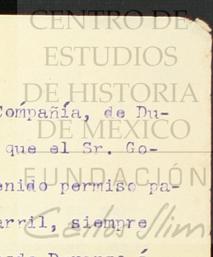 CENTRO DE
ESTUDIOS
DE HISTORIA
DE MÉXICO
FUNDACIÓN
Carlos Slim
Compañía, de Du-
que el Sr. Go-
enido permiso pa-
arril, siempre